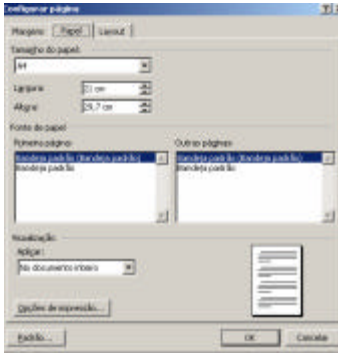 Configurar página
Margens Papel Layout
Tamanho do papel:
A4
Largura: 21 cm
Altura: 29,7 cm
Fonte de papel
Primeira página: Outras páginas:
Bandeja padrão (Bandeja padrão) Bandeja padrão (Bandeja padrão)
Bandeja padrão Bandeja padrão
Visualização
Aplicar:
No documento inteiro
Opções de impressão...
Padrão... OK Cancelar